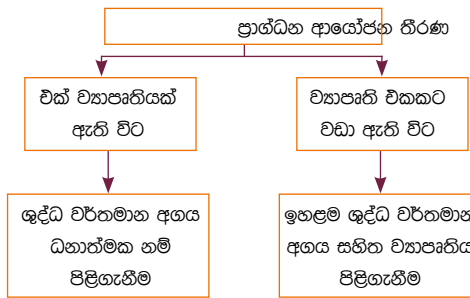 ප්‍රාග්ධන ආයෝජන තීරණ
එක් ව්‍යාපෘතියක්
ඇති විට
ව්‍යාපෘති එකකට
වඩා ඇති විට
ශුද්ධ වර්තමාන අගය
ධනාත්මක නම්
පිළිගැනීම
ඉහළම ශුද්ධ වර්තමාන
අගය සහිත ව්‍යාපෘතිය
පිළිගැනීම